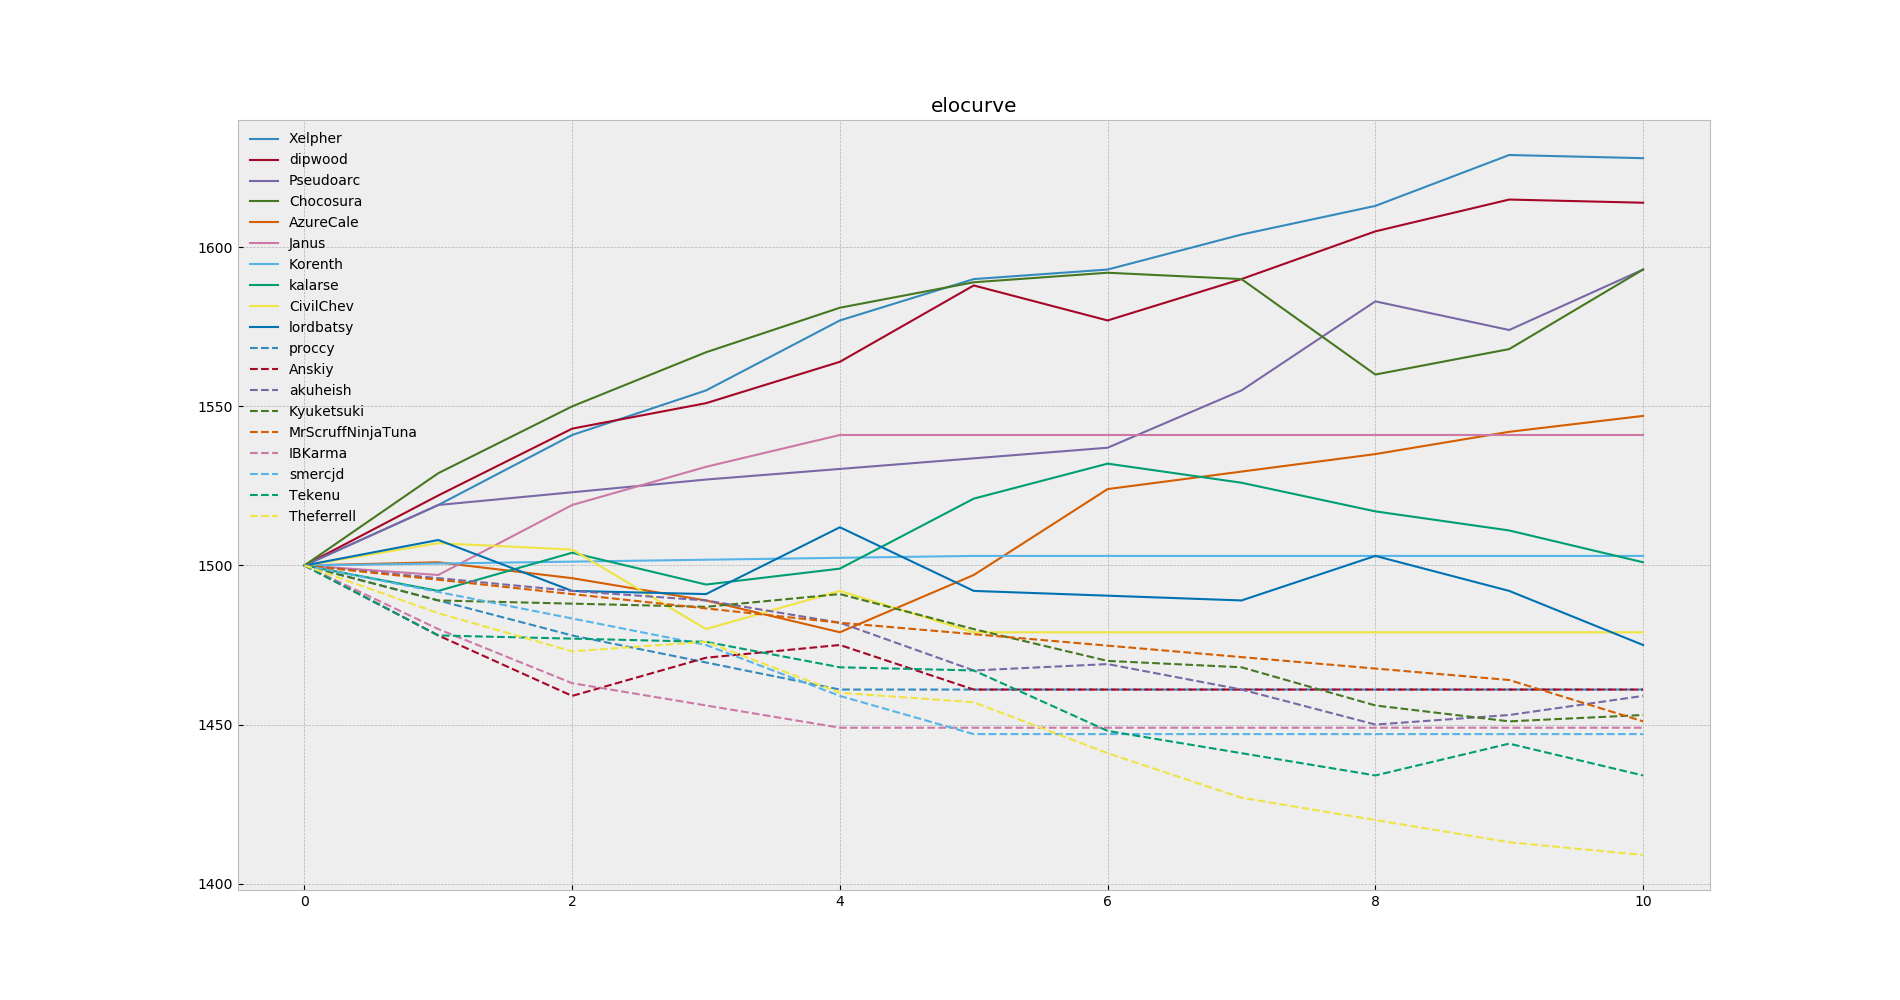 elocurve
Xelpher
dipwood
Pseudoarc
Chocosura
AzureCale
Janus
Korenth
kalarse
CivilChev
lordbatsy
proccy
Anskiy
akuheish
Kyuketsuki
MrScruffNinjaTuna
IBKarma
smercjd
Tekenu
Theferrell
1600
1550
1500
1450
1400
0 2 4 6 8 10